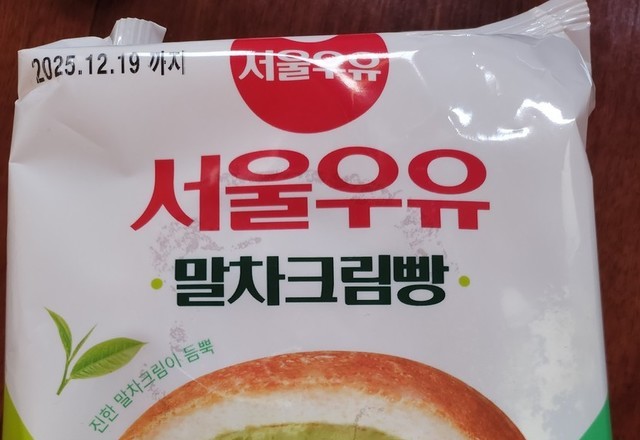 2025.12.19 까지
서울우유
서울우유
말차크림빵
진한 말차크림이 듬뿍